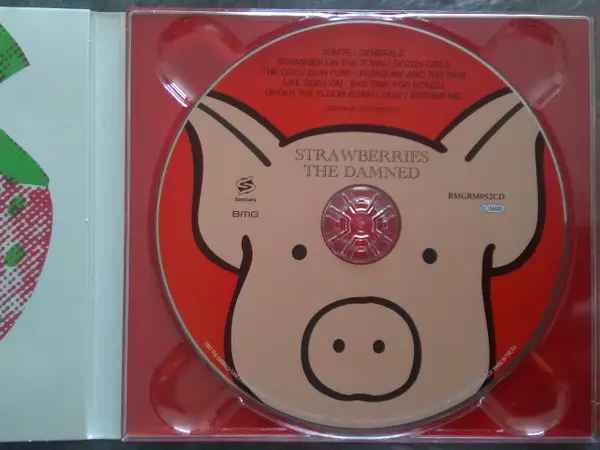 IGNITE / GENERALS
STRANGER ON THE TOWN / DOZEN GIRLS
THE DOG / GUN FURY / PLEASURE AND THE PAIN
LIFE GOES ON / BAD TIME FOR BONZO
UNDER THE FLOOR AGAIN / DON'T BOTHER ME
STRAWBERRIES
THE DAMNED
Sanctuary
BMG
BMGRM052CD